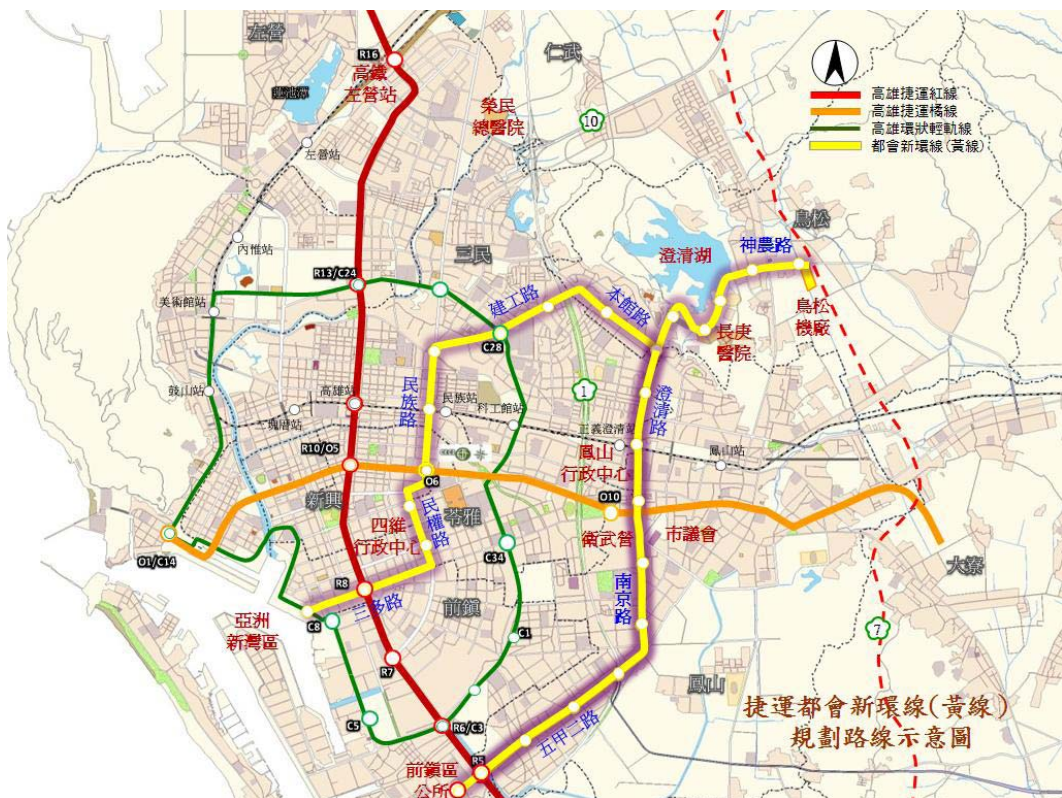 左營
R16
高鐵
左營站
仁武
榮民
總醫院
10
高雄捷運紅線
高雄捷運橘線
高雄環狀輕軌線
都會新環線(黃線)
蓮池潭
左營站
內惟站
三民
澄清湖
神農路
鳥松
R13/C24
美術館站
建工路
本館路
鳥松
機廠
長庚
醫院
C28
鼓山站
民族路
高雄站
民族站
科工館站
1
澄清路
正義澄清站
鳳山站
R10/O5
O6
鳳山
行政中心
新興
民權路
苓雅
O10
四維
行政中心
衛武營
市議會
O1/C14
C34
大寮
R8
三多路
前鎮
南京路
亞洲
新灣區
C8
C1
7
R7
鳳山
C5
R6/C3
五甲二路
捷運都會新環線(黃線)
規劃路線示意圖
前鎮區
公所
R5